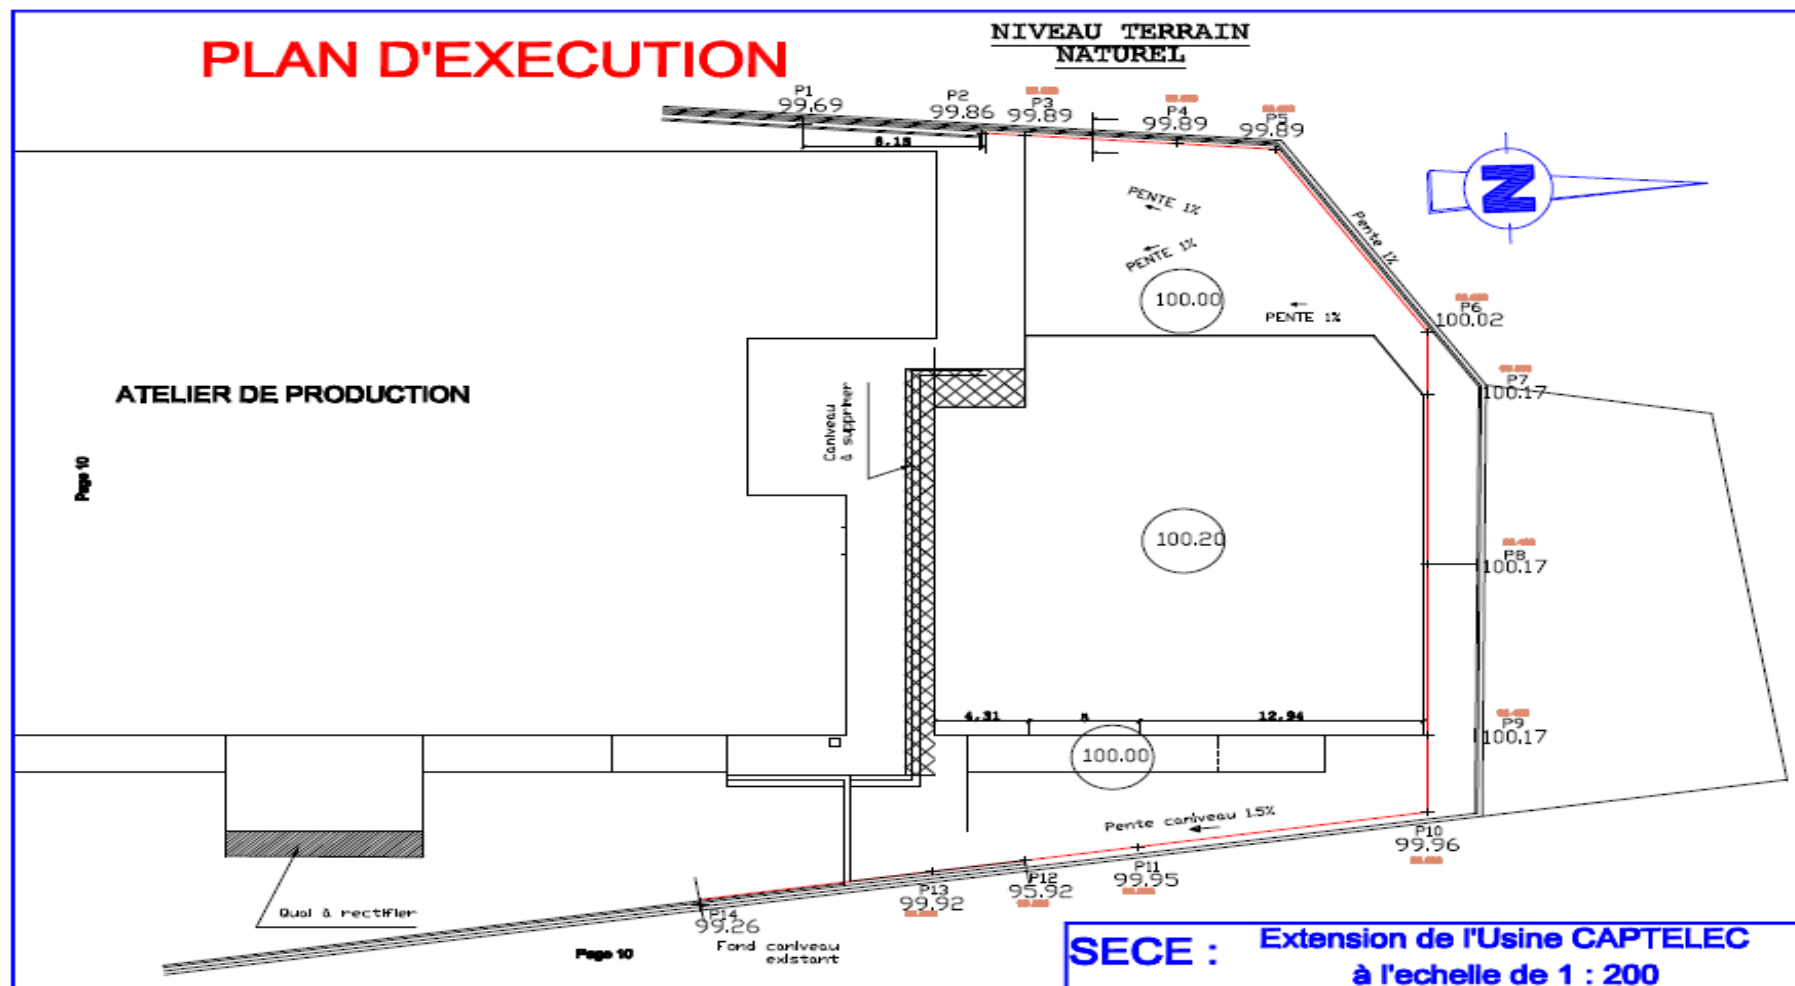 PLAN D'EXECUTION
NIVEAU TERRAIN
NATUREL
P1
99.69
P2
99.86
P3
99.89
P4
99.89
P5
99.89
PENTE 1%
PENTE 1%
Pente 1%
N
100.00
PENTE 1%
P6
100.02
P7
100.17
ATELIER DE PRODUCTION
Caniveau
à supprimer
Page 10
100.20
P8
100.17
4,31
12,94
P9
100.17
100.00
Pente caniveau 1.5%
P10
99.96
P11
99.95
P12
95.92
P13
99.92
P14
99.26
Quai à rectifier
Fond caniveau
existant
Page 10
SECE :
Extension de l'Usine CAPTELEC
à l'echelle de 1 : 200